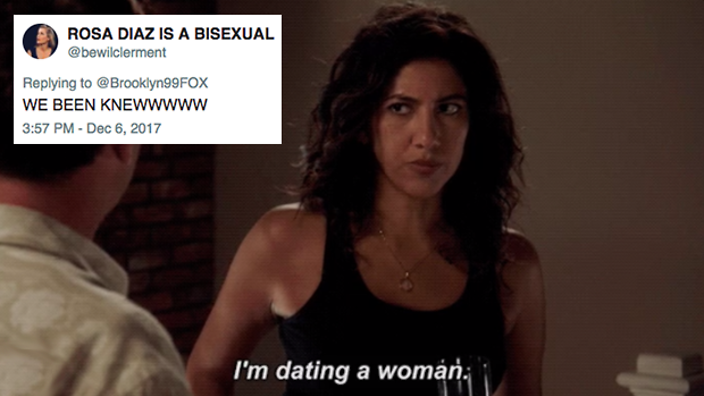 ROSA DIAZ IS A BISEXUAL
@bewilclerment
Replying to @Brooklyn99FOX
WE BEEN KNEWWWWW
3:57 PM - Dec 6, 2017
I'm dating a woman.